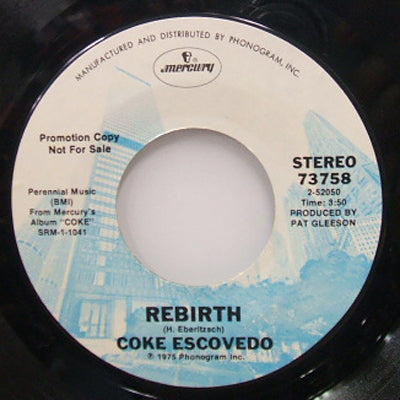 MANUFACTURED AND DISTRIBUTED BY PHONOGRAM, INC.
mercury
Promotion Copy
Not For Sale
STEREO
73758
2-52050
Time: 3:50
PRODUCED BY
PAT GLEESON
Perennial Music
(BMI)
From Mercury's
Album "COKE"
SRM-1-1041
REBIRTH
(H. Eberitzsch)
COKE ESCOVEDO
℗ 1975 Phonogram Inc.